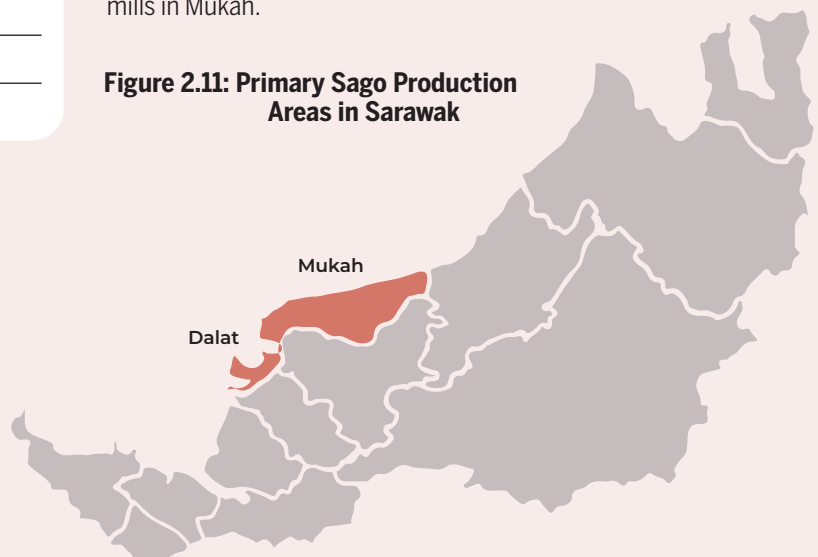 mills in Mukah.
Figure 2.11: Primary Sago Production
Areas in Sarawak
Mukah
Dalat